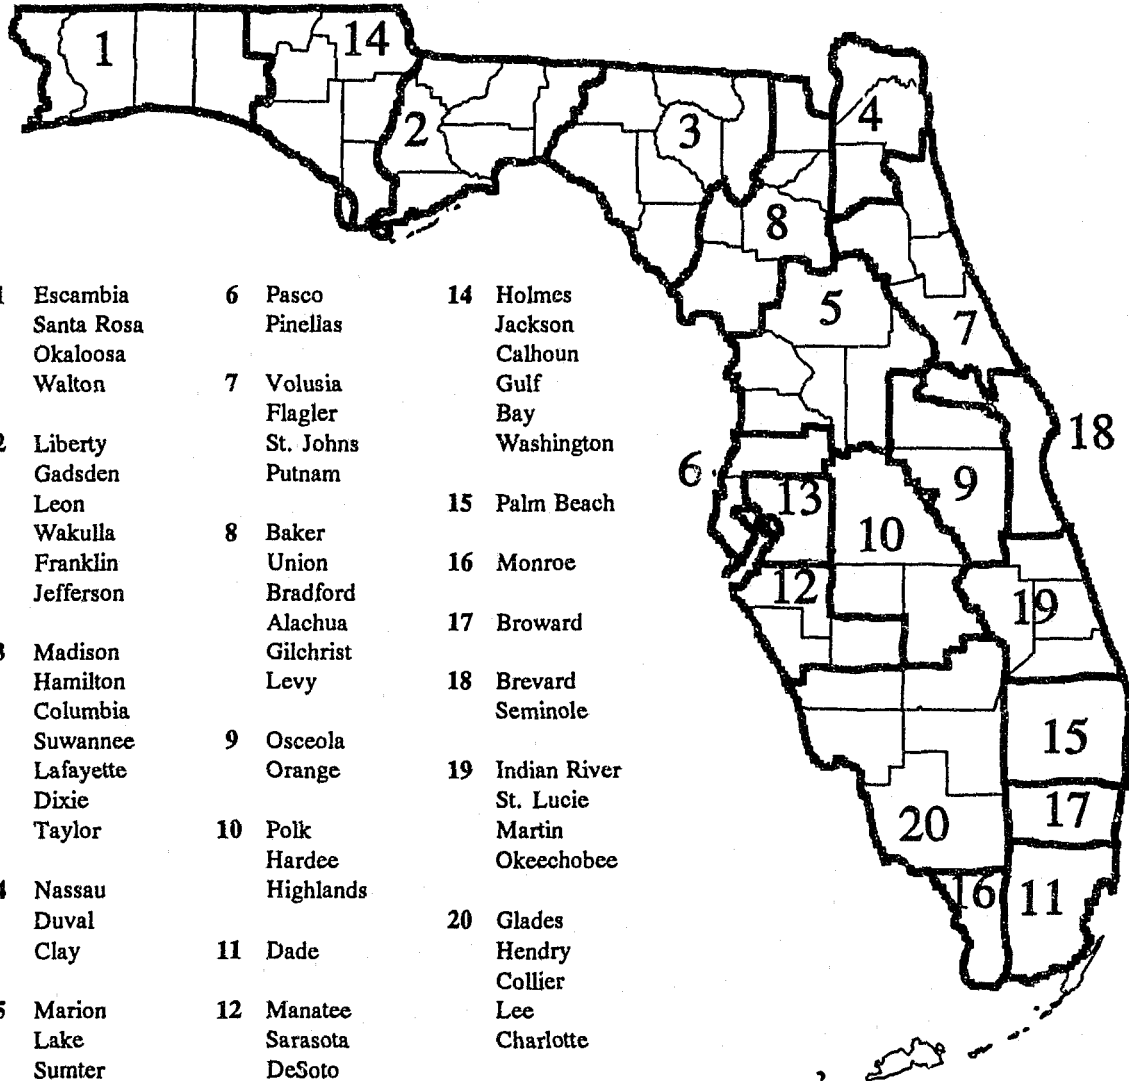 1
14
2
3
4
8
5
7
18
6
13
9
10
12
19
15
17
20
16
11
1 Escambia
Santa Rosa
Okaloosa
Walton
2 Liberty
Gadsden
Leon
Wakulla
Franklin
Jefferson
3 Madison
Hamilton
Columbia
Suwannee
Lafayette
Dixie
Taylor
4 Nassau
Duval
Clay
5 Marion
Lake
Sumter
6 Pasco
Pinellas
7 Volusia
Flagler
St. Johns
Putnam
8 Baker
Union
Bradford
Alachua
Gilchrist
Levy
9 Osceola
Orange
10 Polk
Hardee
Highlands
11 Dade
12 Manatee
Sarasota
DeSoto
14 Holmes
Jackson
Calhoun
Gulf
Bay
Washington
15 Palm Beach
16 Monroe
17 Broward
18 Brevard
Seminole
19 Indian River
St. Lucie
Martin
Okeechobee
20 Glades
Hendry
Collier
Lee
Charlotte